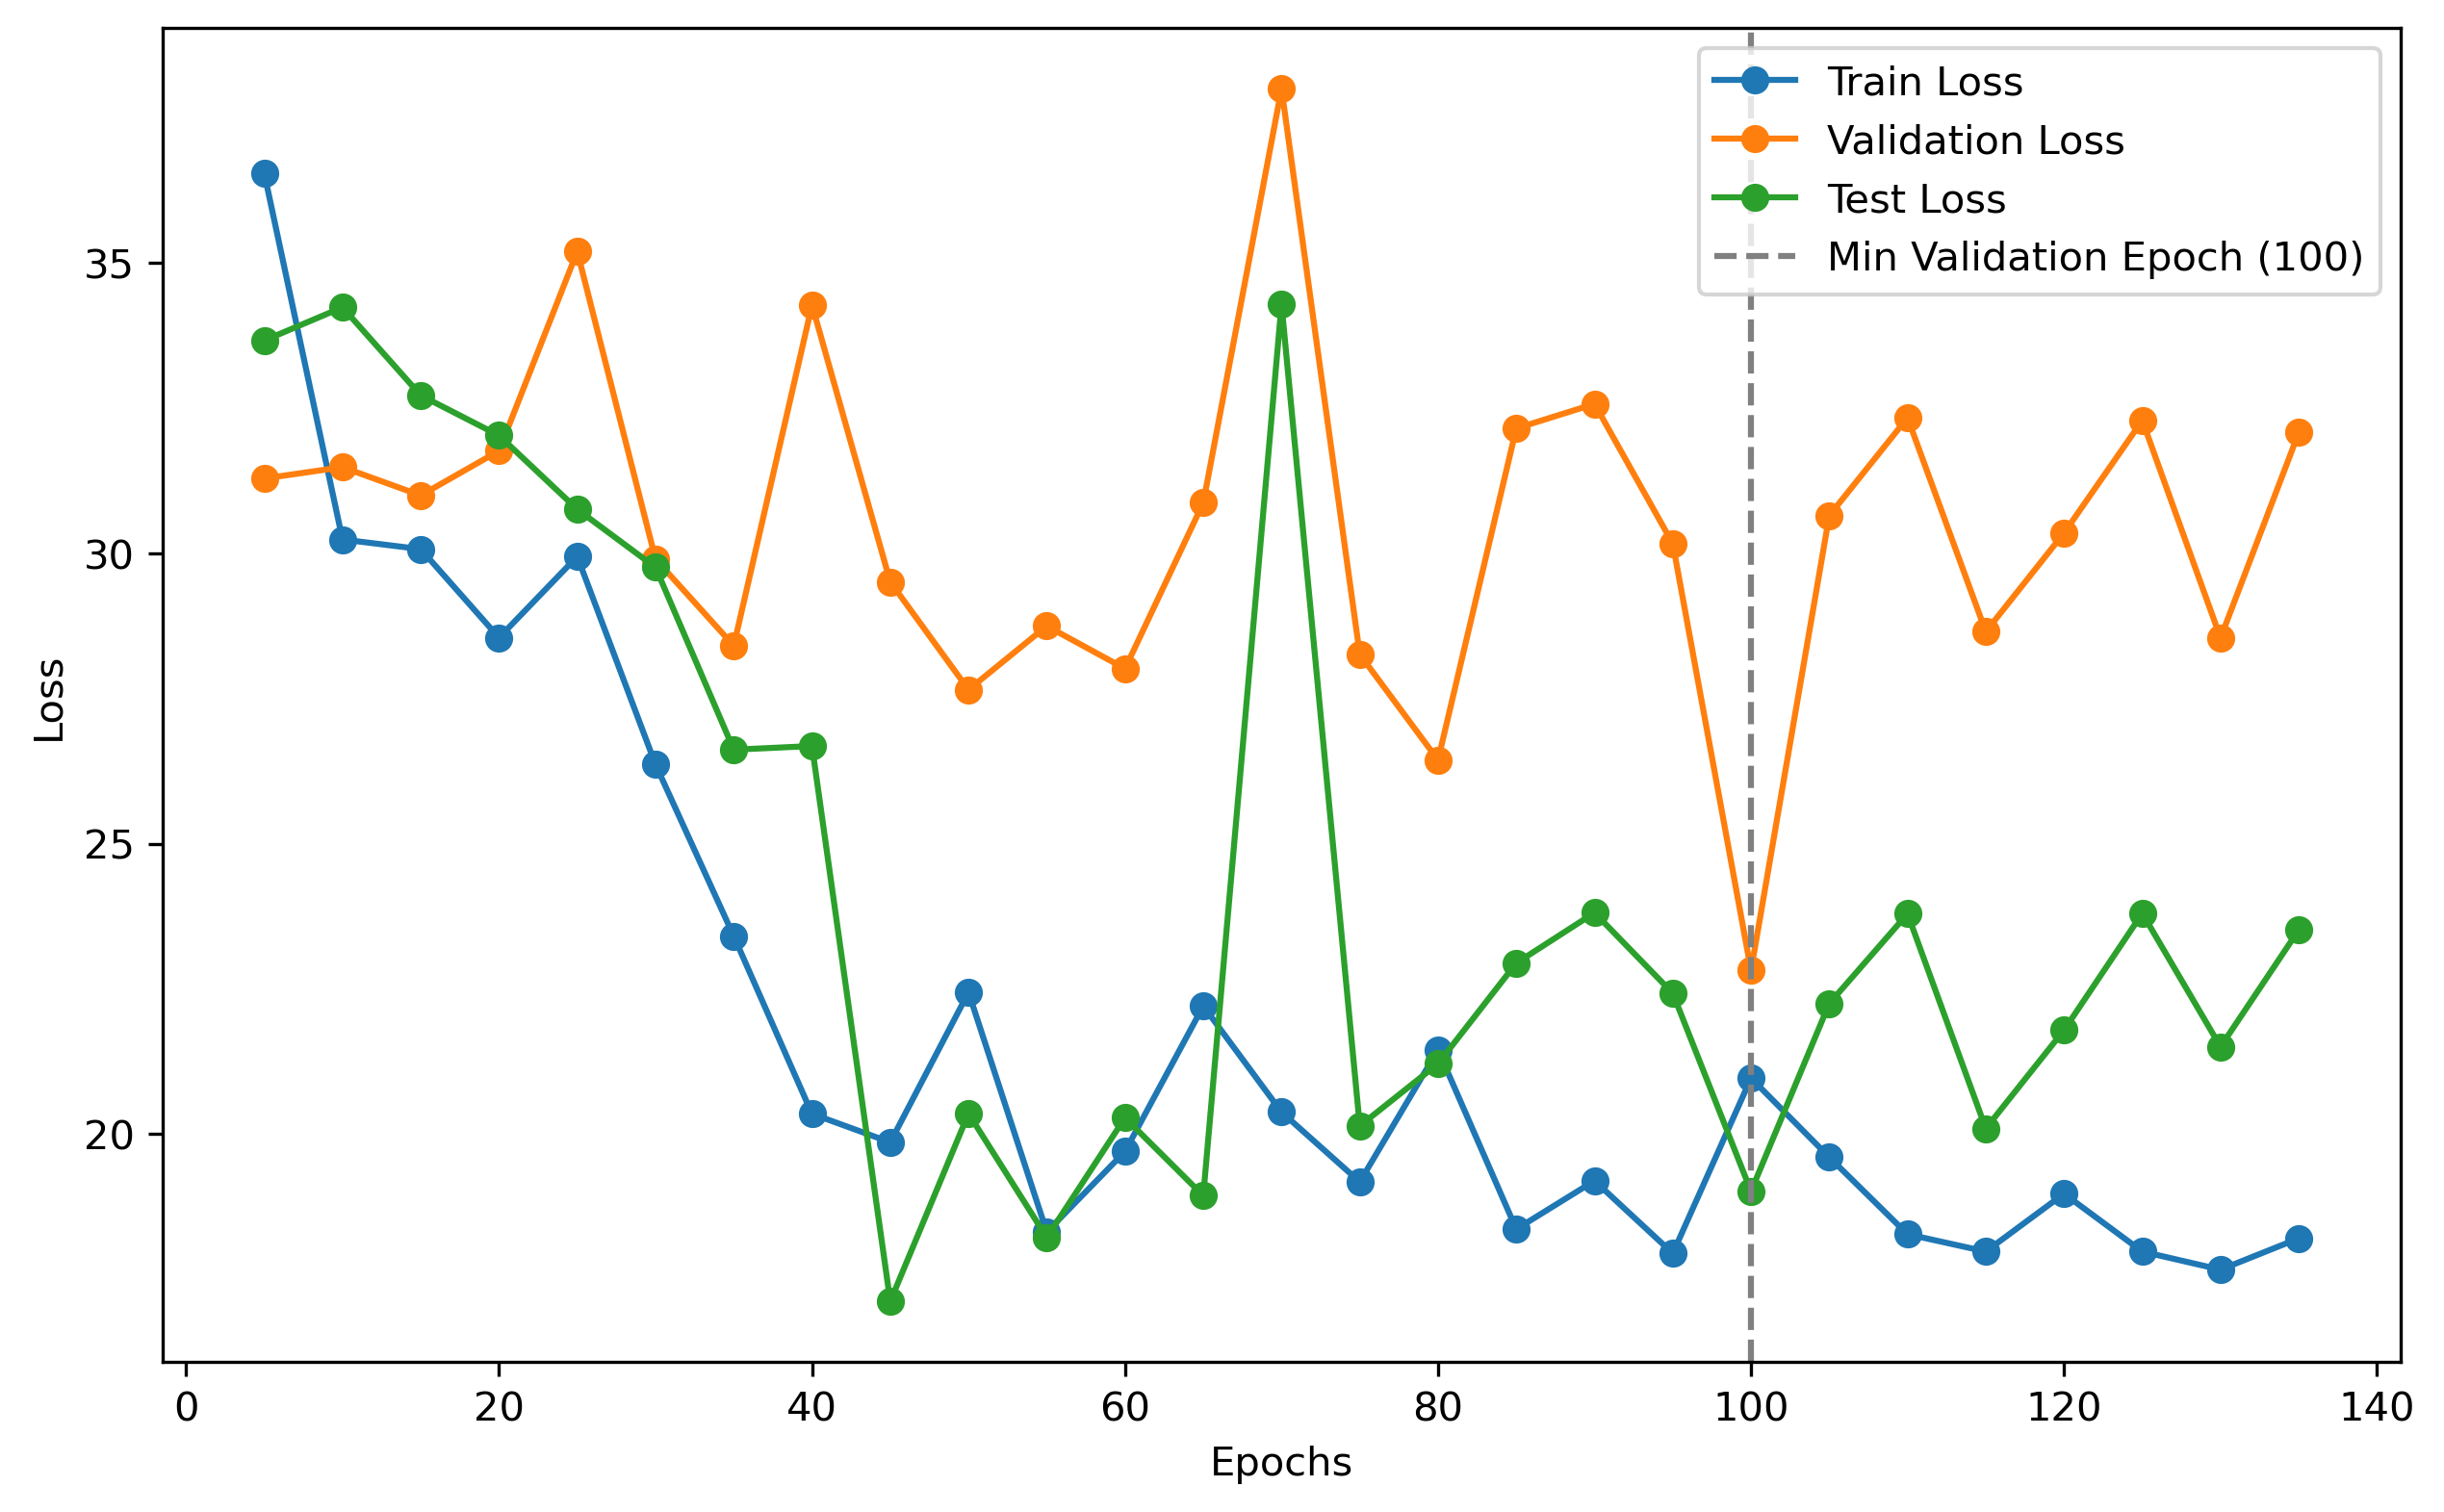 Train Loss
Validation Loss
Test Loss
Min Validation Epoch (100)
35
30
25
20
Loss
0 20 40 60 80 100 120 140
Epochs